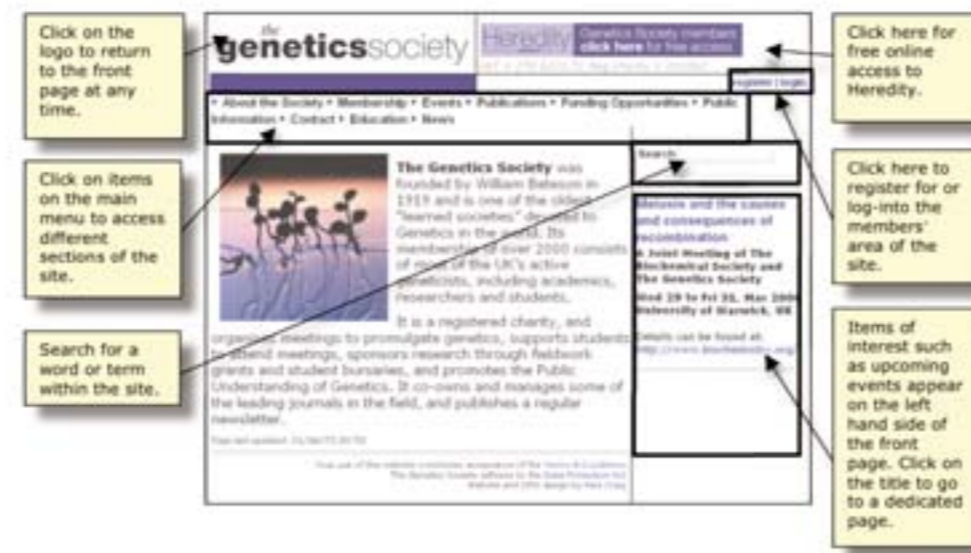 Click on the
logo to return
to the front
page at any
time.
Click on items
on the main
menu to access
different
sections of the
site.
Search for a
word or term
within the site.
the
geneticssociety
Heredity Genetics Society members
click here for free access
register | login
• About the Society • Membership • Events • Publications • Funding Opportunities • Public
Information • Contact • Education • News
The Genetics Society was
founded by William Bateson in
1919 and is one of the oldest
"learned societies" devoted to
Genetics in the world. Its
membership of over 2000 consists
of most of the UK's active
geneticists, including academics,
researchers and students.
It is a registered charity, and
organises meetings to promulgate genetics, supports students
to attend meetings, sponsors research through fieldwork
grants and student bursaries, and promotes the Public
Understanding of Genetics. It co-owns and manages some of
the leading journals in the field, and publishes a regular
newsletter.
Search
Meiosis and the causes
and consequences of
recombination
A Joint Meeting of The
Biochemical Society and
The Genetics Society
Wed 29 to Fri 31, Mar
University of Warwick, UK
Details can be found at:
Click here for
free online
access to
Heredity.
Click here to
register for or
log-into the
members'
area of the
site.
Items of
interest such
as upcoming
events appear
on the left
hand side of
the front
page. Click on
the title to go
to a dedicated
page.